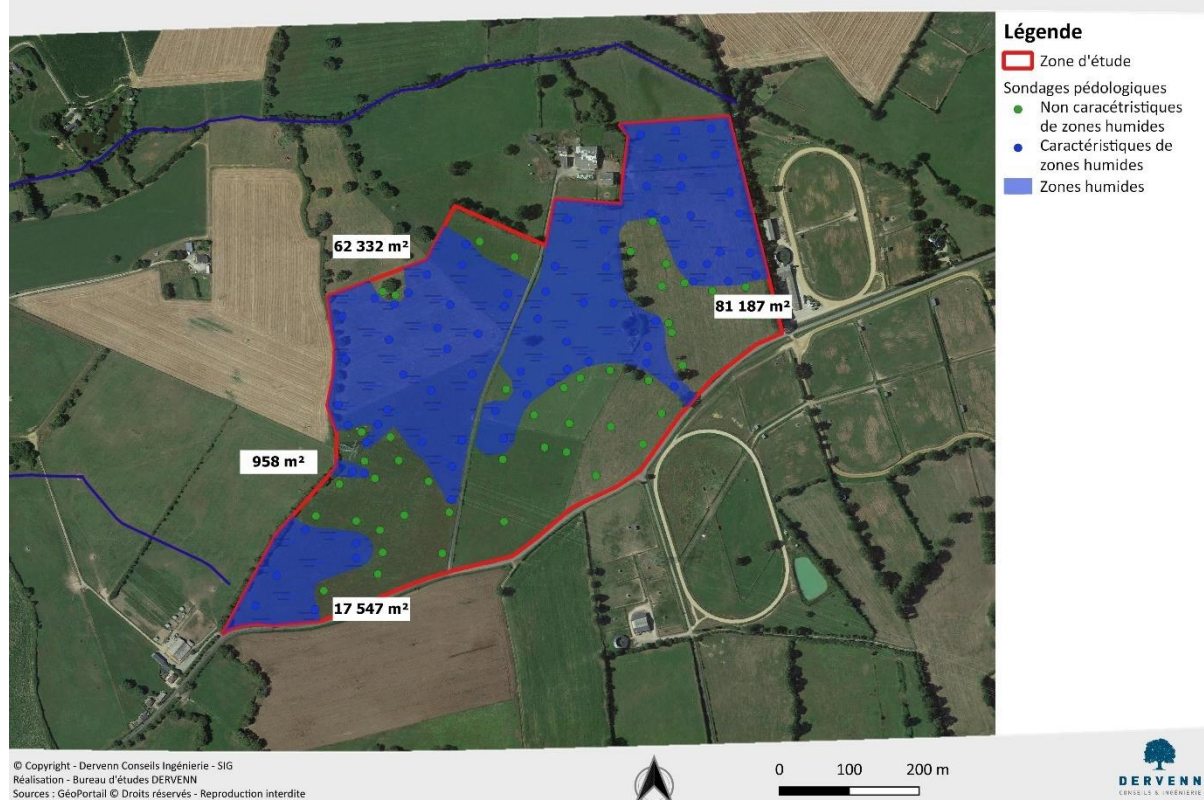 Légende
Zone d'étude
Sondages pédologiques
Non caracétristiques
de zones humides
Caractéristiques de
zones humides
Zones humides
62 332 m²
81 187 m²
958 m²
17 547 m²
© Copyright - Dervenn Conseils Ingénierie - SIG
Réalisation - Bureau d'études DERVENN
Sources : GéoPortail © Droits réservés - Reproduction interdite
0 100 200 m
DERVENN
CONSEILS & INGÉNIERIE